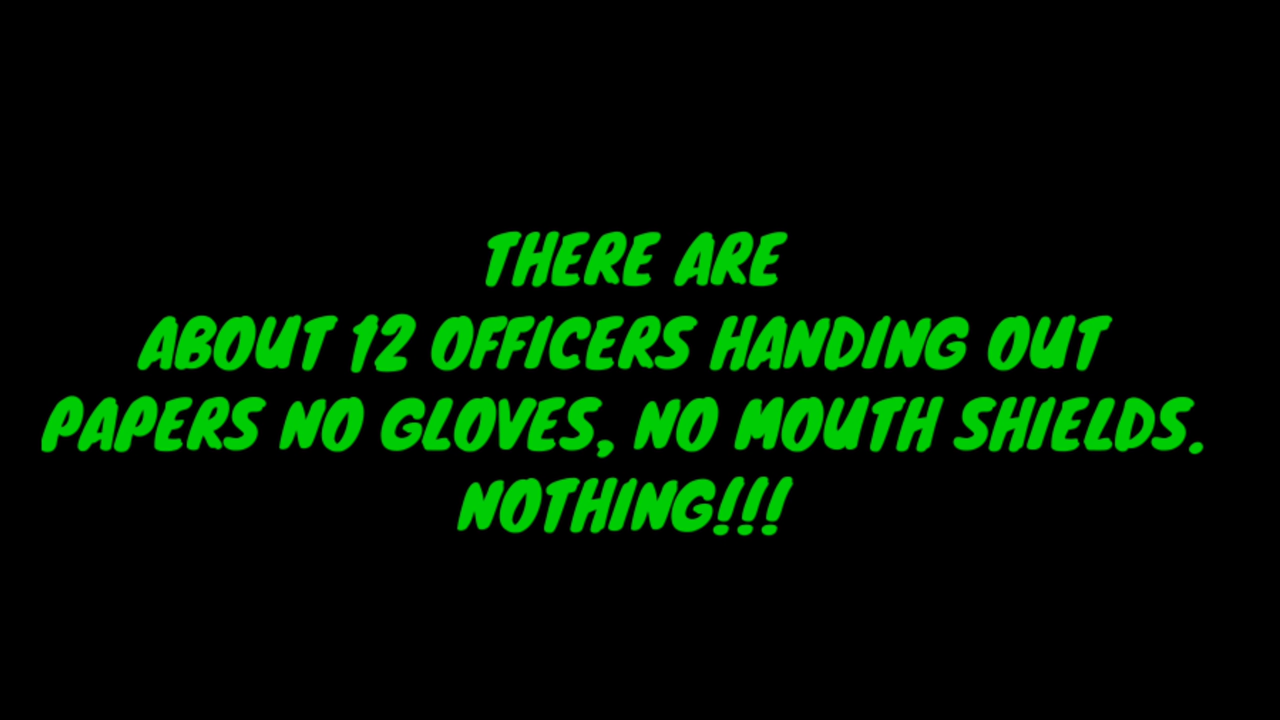 THERE ARE
ABOUT 12 OFFICERS HANDING OUT
PAPERS NO GLOVES, NO MOUTH SHIELDS.
NOTHING!!!